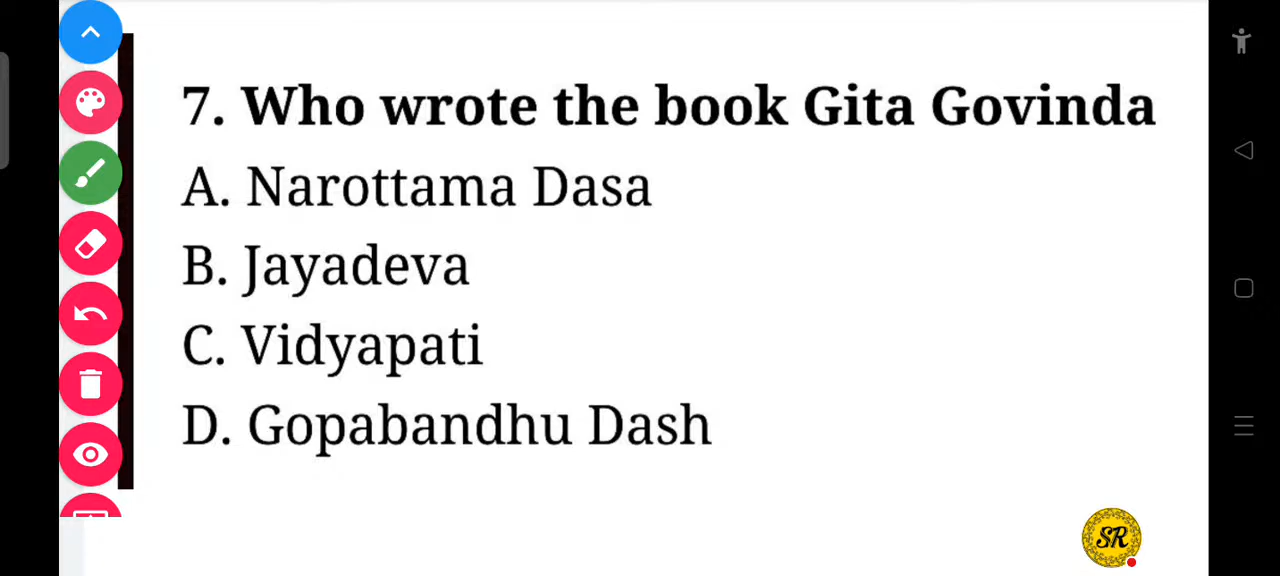 7. Who wrote the book Gita Govinda
A. Narottama Dasa
B. Jayadeva
C. Vidyapati
D. Gopabandhu Dash
SR